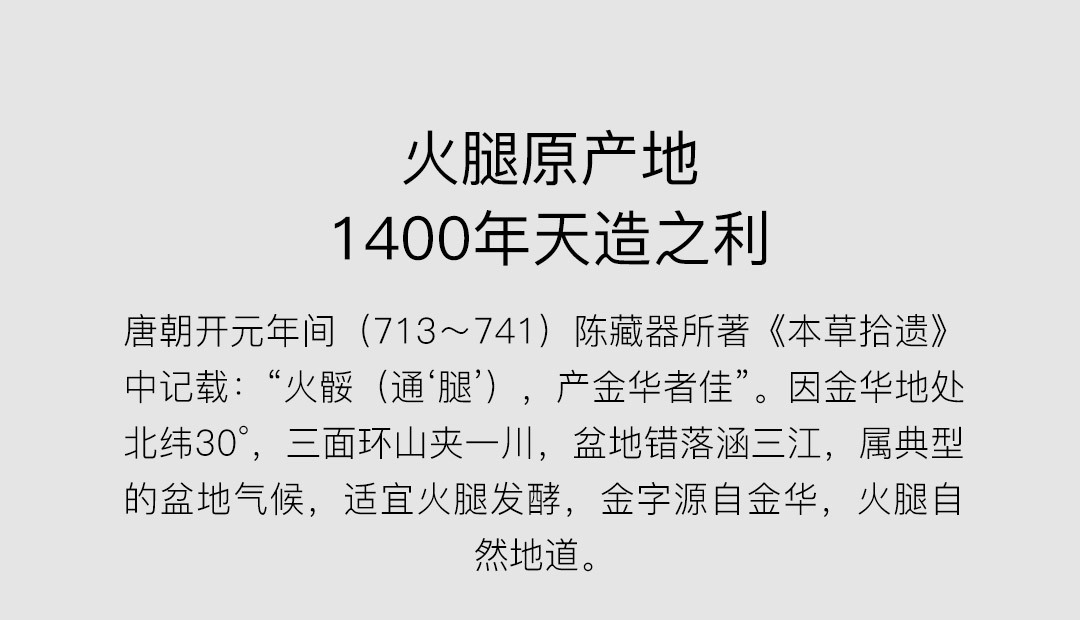 火腿原产地
1400年天造之利
唐朝开元年间（713～741）陈藏器所著《本草拾遗》
中记载：“火骽（通‘腿’），产金华者佳”。因金华地处
北纬30°，三面环山夹一川，盆地错落涵三江，属典型
的盆地气候，适宜火腿发酵，金字源自金华，火腿自
然地道。